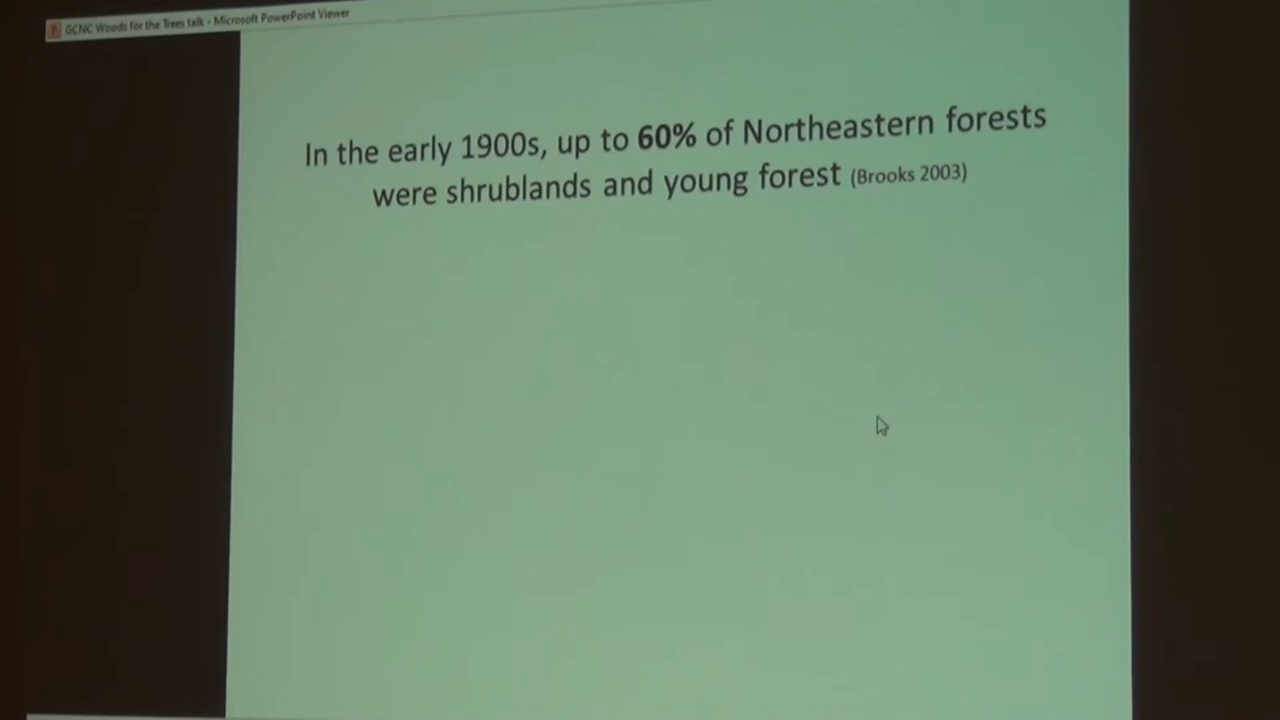 GCNC Woods for the Trees talk - Microsoft PowerPoint Viewer
In the early 1900s, up to 60% of Northeastern forests
were shrublands and young forest (Brooks 2003)